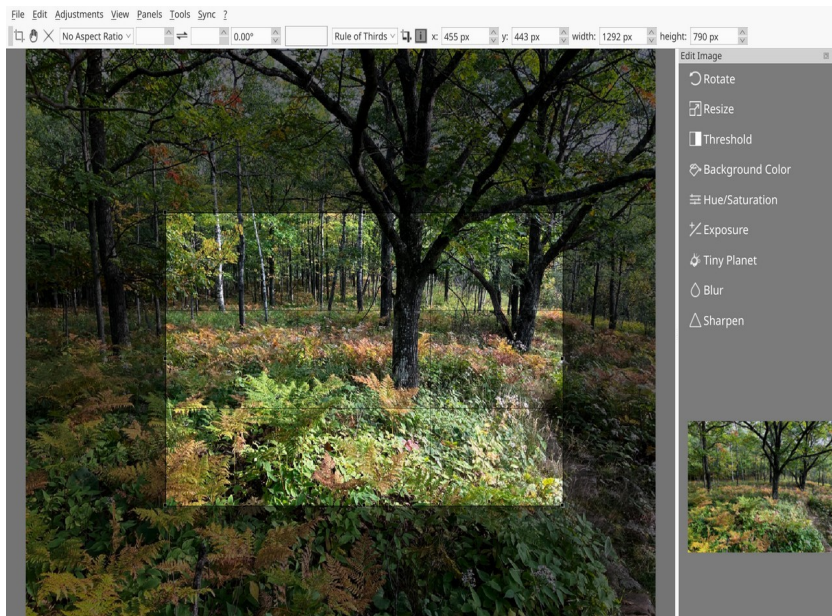 File Edit Adjustments View Panels Tools Sync ?
No Aspect Ratio 0.00° Rule of Thirds x: 455 px y: 443 px width: 1292 px height: 790 px
Edit Image
Rotate
Resize
Threshold
Background Color
Hue/Saturation
Exposure
Tiny Planet
Blur
Sharpen